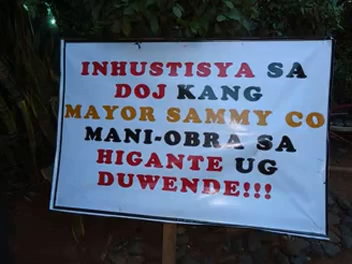 INHUSTISYA SA
DOJ KANG
MAYOR SAMMY CO
MANI-OBRA SA
HIGANTE UG
DUWENDE!!!